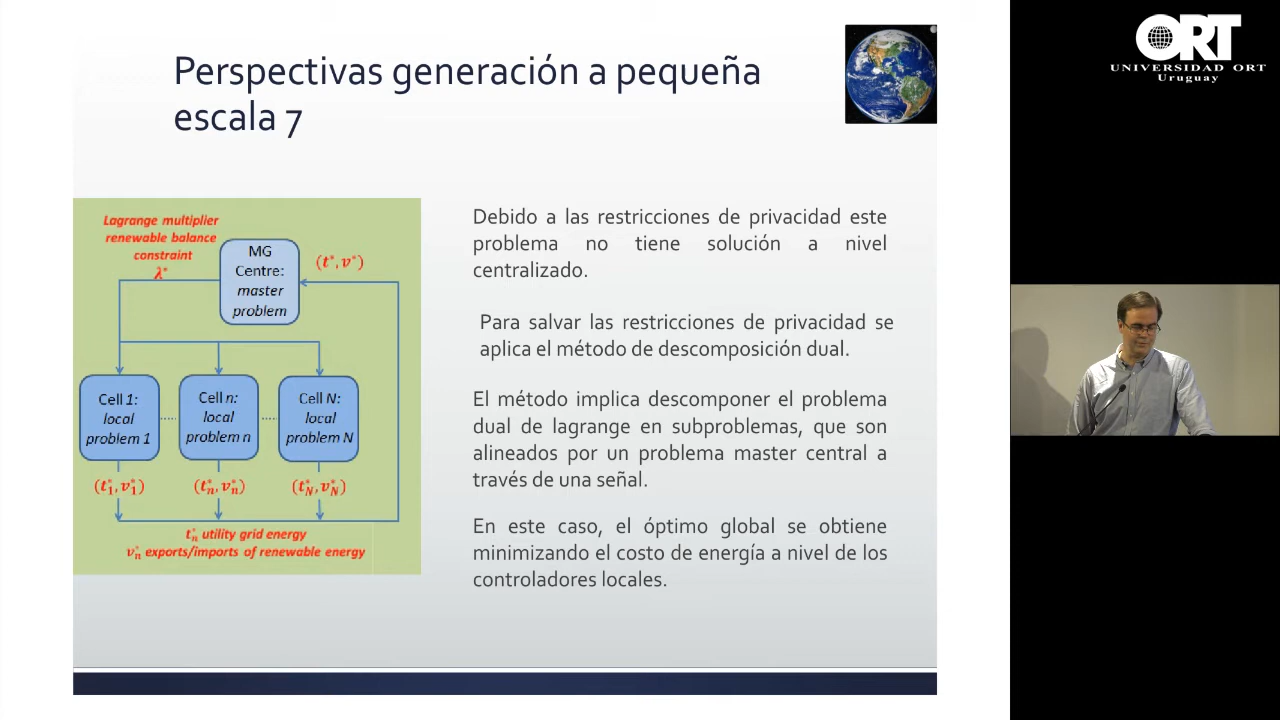 Perspectivas generación a pequeña
escala 7
Lagrange multiplier
renewable balance
constraint
λ*
MG
Centre:
master
problem
(t*, v*)
Cell 1:
local
problem 1
Cell n:
local
problem n
Cell N:
local
problem N
(t₁*, v₁*)
(tₙ*, vₙ*)
(t_N*, v_N*)
tₙ* utility grid energy
vₙ* exports/imports of renewable energy
Debido a las restricciones de privacidad este
problema no tiene solución a nivel
centralizado.
Para salvar las restricciones de privacidad se
aplica el método de descomposición dual.
El método implica descomponer el problema
dual de lagrange en subproblemas, que son
alineados por un problema master central a
través de una señal.
En este caso, el óptimo global se obtiene
minimizando el costo de energía a nivel de los
controladores locales.
ORT
UNIVERSIDAD ORT
Uruguay